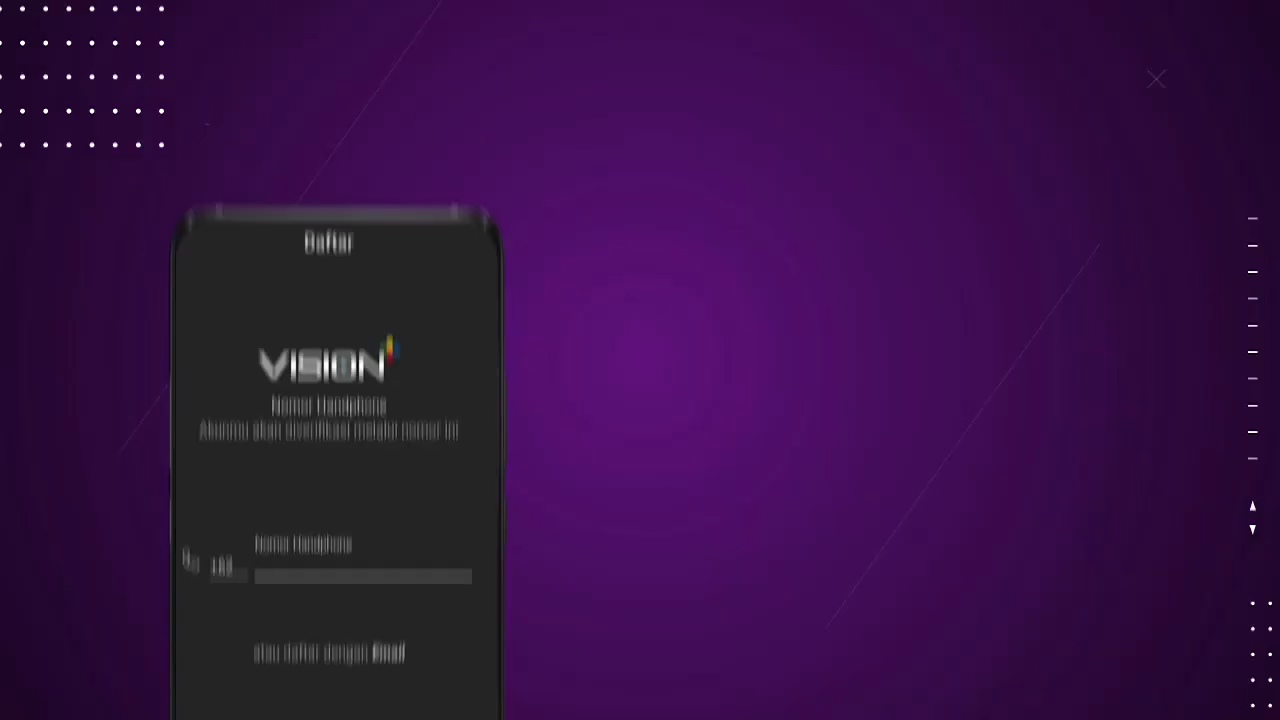 Daftar
VISION+
Nomor Handphone
Akunmu akan diverifikasi melalui nomor ini
Nomor Handphone
atau daftar dengan Email